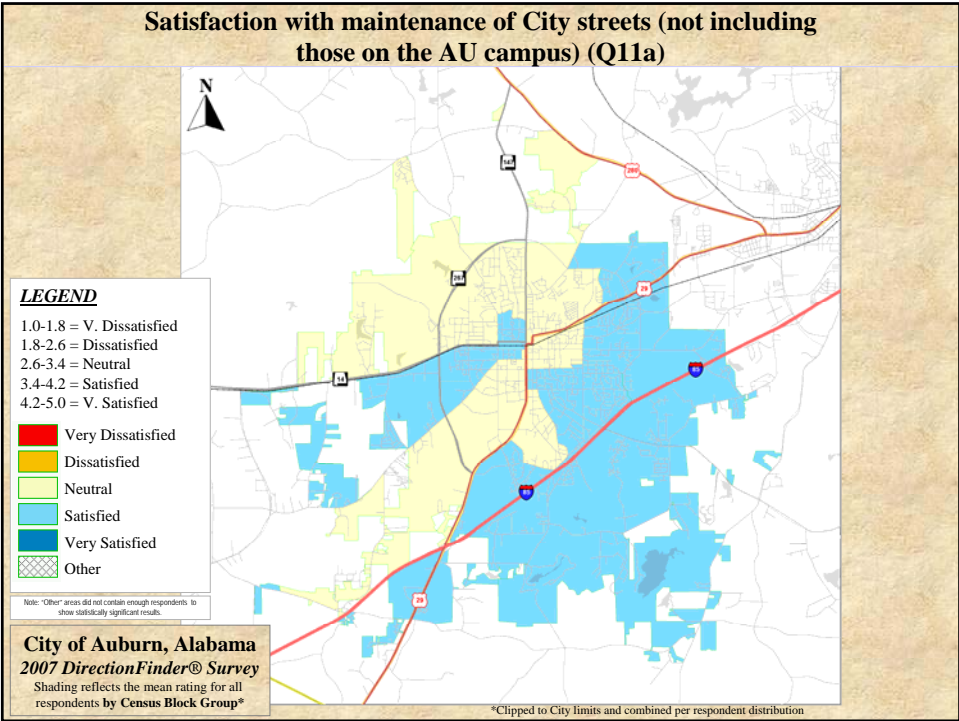 Satisfaction with maintenance of City streets (not including
those on the AU campus) (Q11a)
N
147
280
267
29
14
85
85
29
LEGEND
1.0-1.8 = V. Dissatisfied
1.8-2.6 = Dissatisfied
2.6-3.4 = Neutral
3.4-4.2 = Satisfied
4.2-5.0 = V. Satisfied
Very Dissatisfied
Dissatisfied
Neutral
Satisfied
Very Satisfied
Other
Note: "Other" areas did not contain enough respondents to
show statistically significant results.
City of Auburn, Alabama
2007 DirectionFinder® Survey
Shading reflects the mean rating for all
respondents by Census Block Group*
*Clipped to City limits and combined per respondent distribution